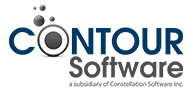 CONTOUR
Software
a subsidiary of Constellation Software Inc.